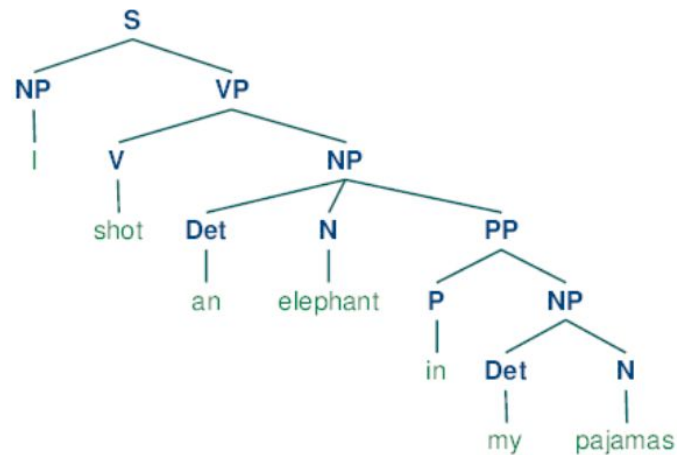 S
NP VP
I V NP
shot Det N PP
an elephant P NP
in Det N
my pajamas